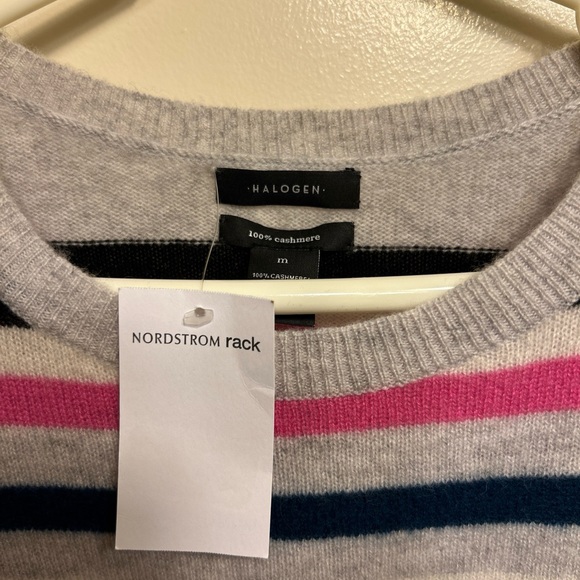 ·HALOGEN·
100% cashmere
m
100% CASHMERE
NORDSTROM rack